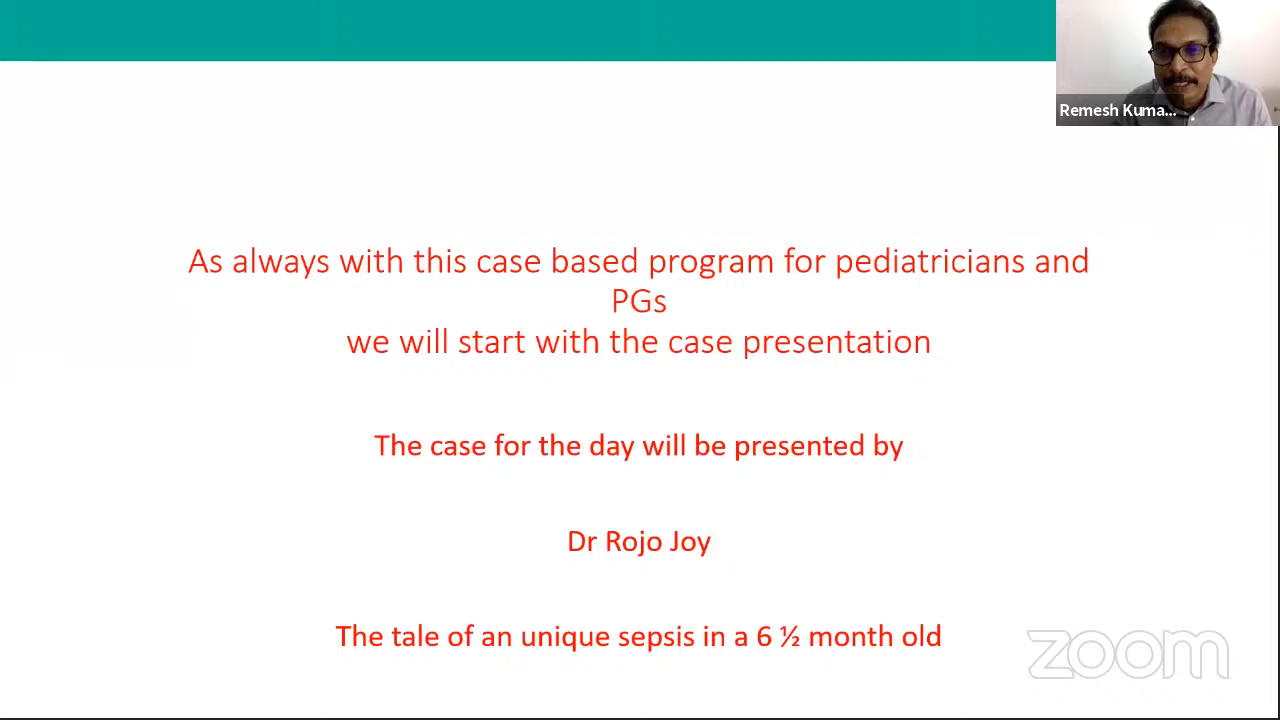 Remesh Kuma...
As always with this case based program for pediatricians and
PGs
we will start with the case presentation
The case for the day will be presented by
Dr Rojo Joy
The tale of an unique sepsis in a 6 ½ month old
zoom